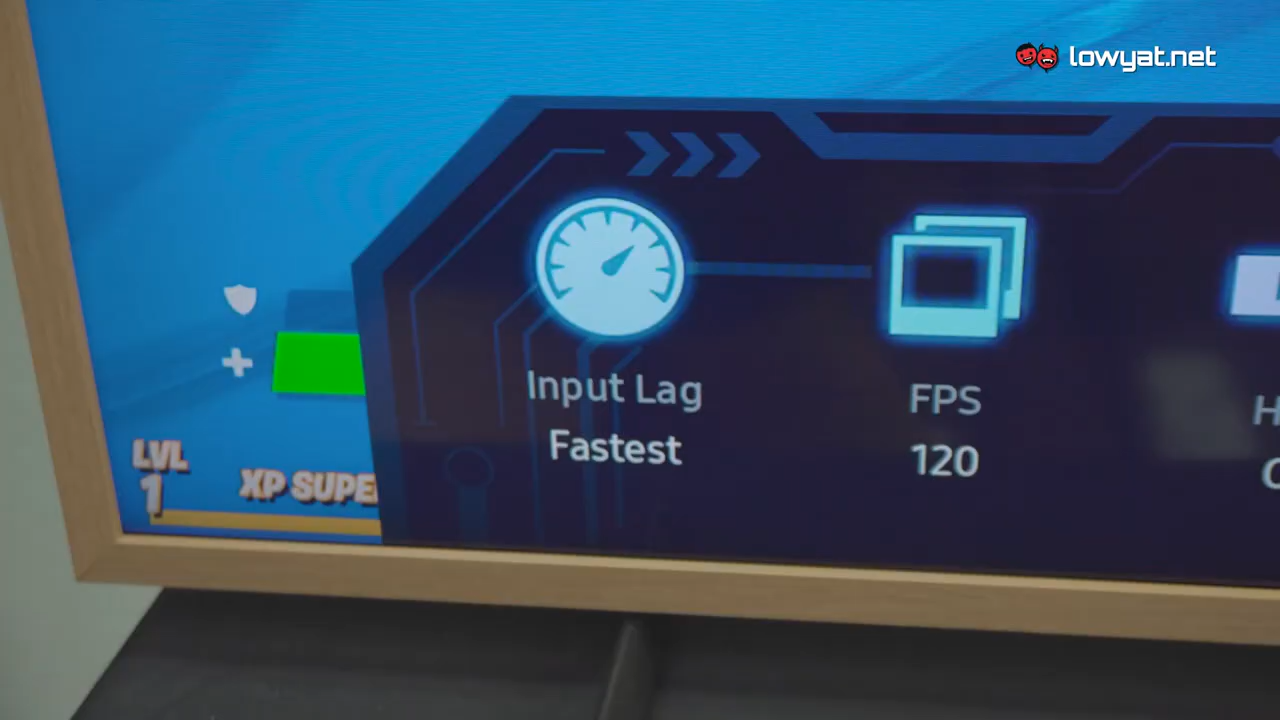 lowyat.net
Input Lag
Fastest
FPS
120
H
LVL
1
XP SUPE